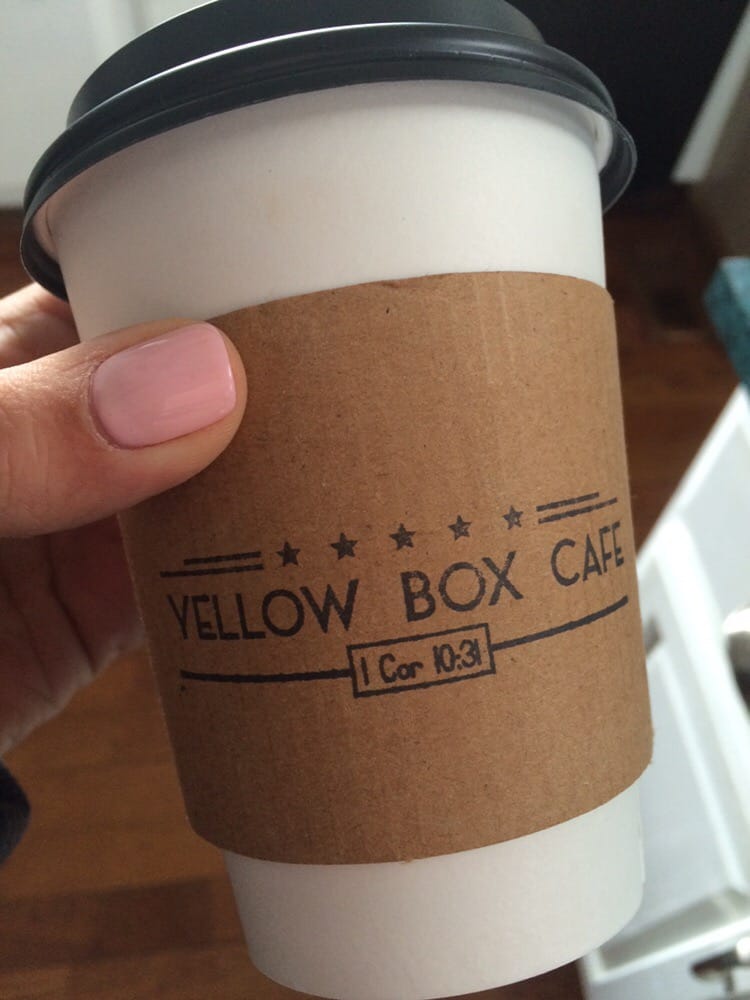 YELLOW BOX CAFE
1 Cor 10:31